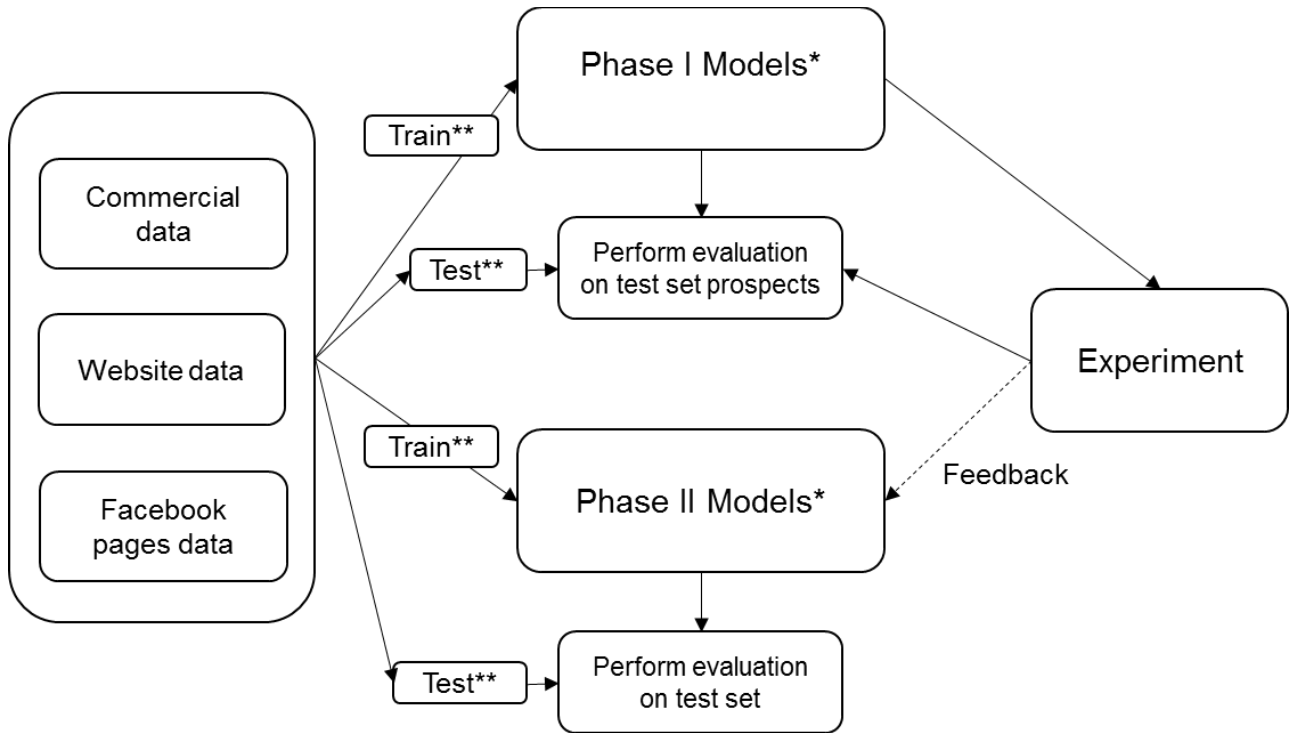 Commercial
data
Website data
Facebook
pages data
Train**
Test**
Train**
Test**
Phase I Models*
Perform evaluation
on test set prospects
Phase II Models*
Perform evaluation
on test set
Experiment
Feedback